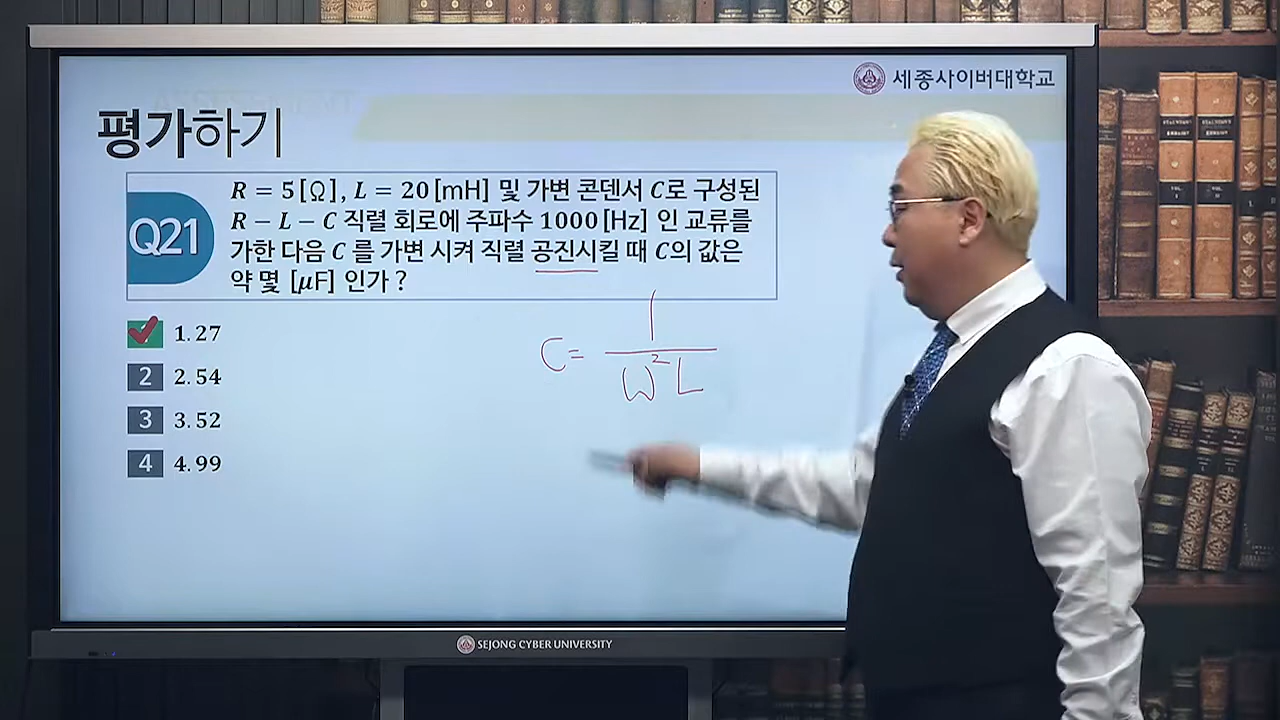 세종사이버대학교
평가하기
Q21
R = 5[Ω], L = 20[mH] 및 가변 콘덴서 C로 구성된
R − L − C 직렬 회로에 주파수 1000[Hz] 인 교류를
가한 다음 C 를 가변 시켜 직렬 공진시킬 때 C의 값은
약 몇 [μF] 인가 ?
1.27
2 2.54
3 3.52
4 4.99
C= 1/ω²L
SEJONG CYBER UNIVERSITY